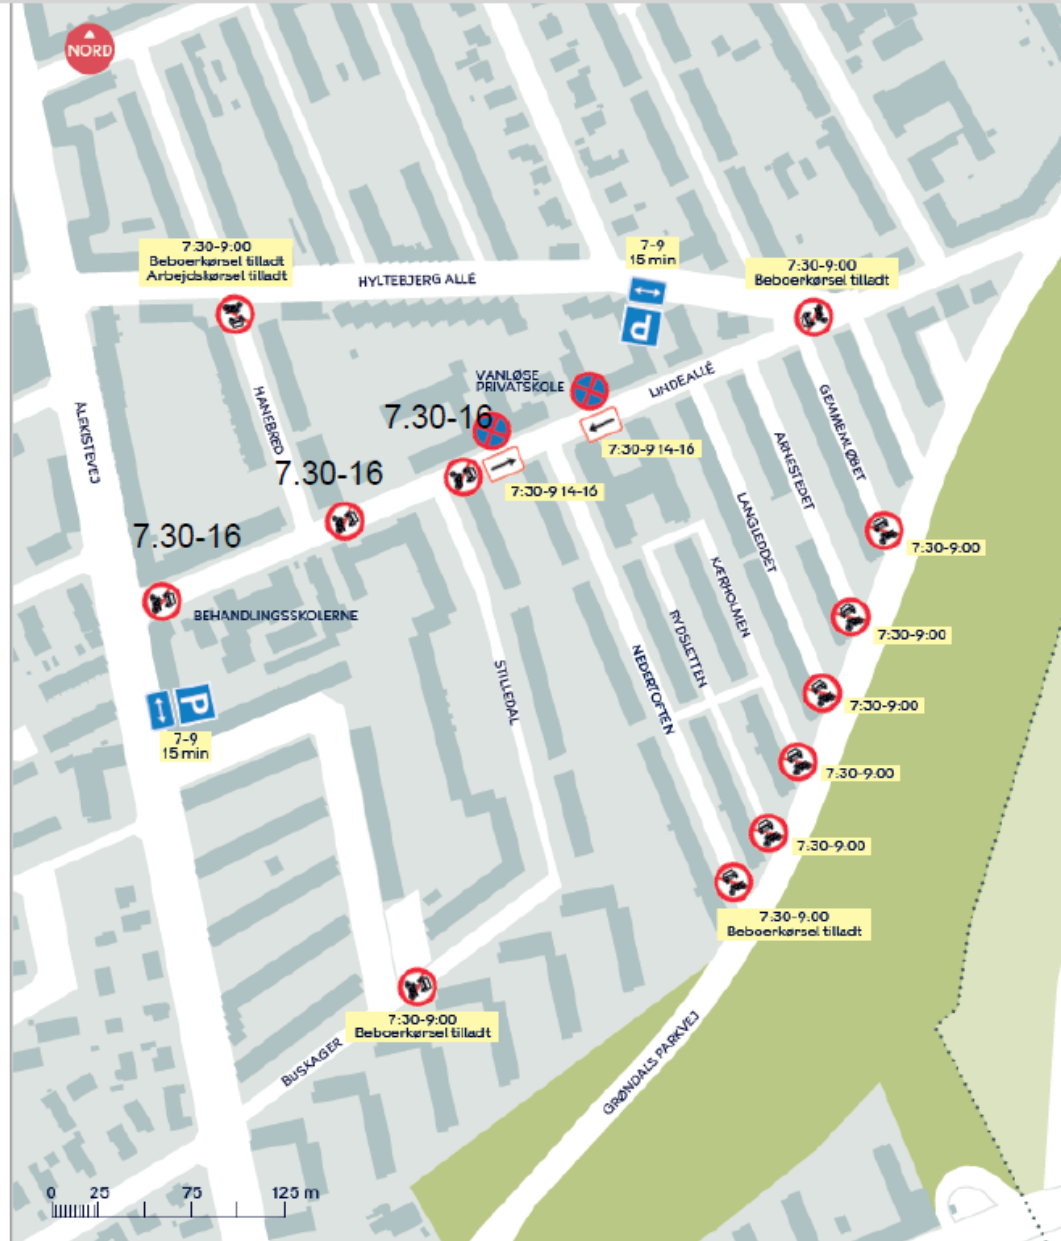 NORD
7:30-9:00
Beboerkørsel tilladt
Arbejdskørsel tilladt
HYLTEBJERG ALLÉ
7-9
15 min
P
7:30-9:00
Beboerkørsel tilladt
VANLØSE
PRIVATSKOLE
LINDEALLÉ
GEMMEMLØBET
HANEBRED
ÅLEKISTEVEJ
7.30-16
7:30-9 14-16
ARNESTEDET
7.30-16
7:30-9 14-16
LANGLEDDET
7.30-16
7:30-9:00
KÆRHOLMEN
BEHANDLINGSSKOLERNE
RYDSLETTEN
7:30-9:00
NEDERTOFTEN
STILLEDAL
P
7:30-9:00
7-9
15 min
7:30-9:00
7:30-9:00
7:30-9:00
Beboerkørsel tilladt
7:30-9:00
Beboerkørsel tilladt
BUSKAGER
GRØNDALS PARKVEJ
0 25 75 125 m